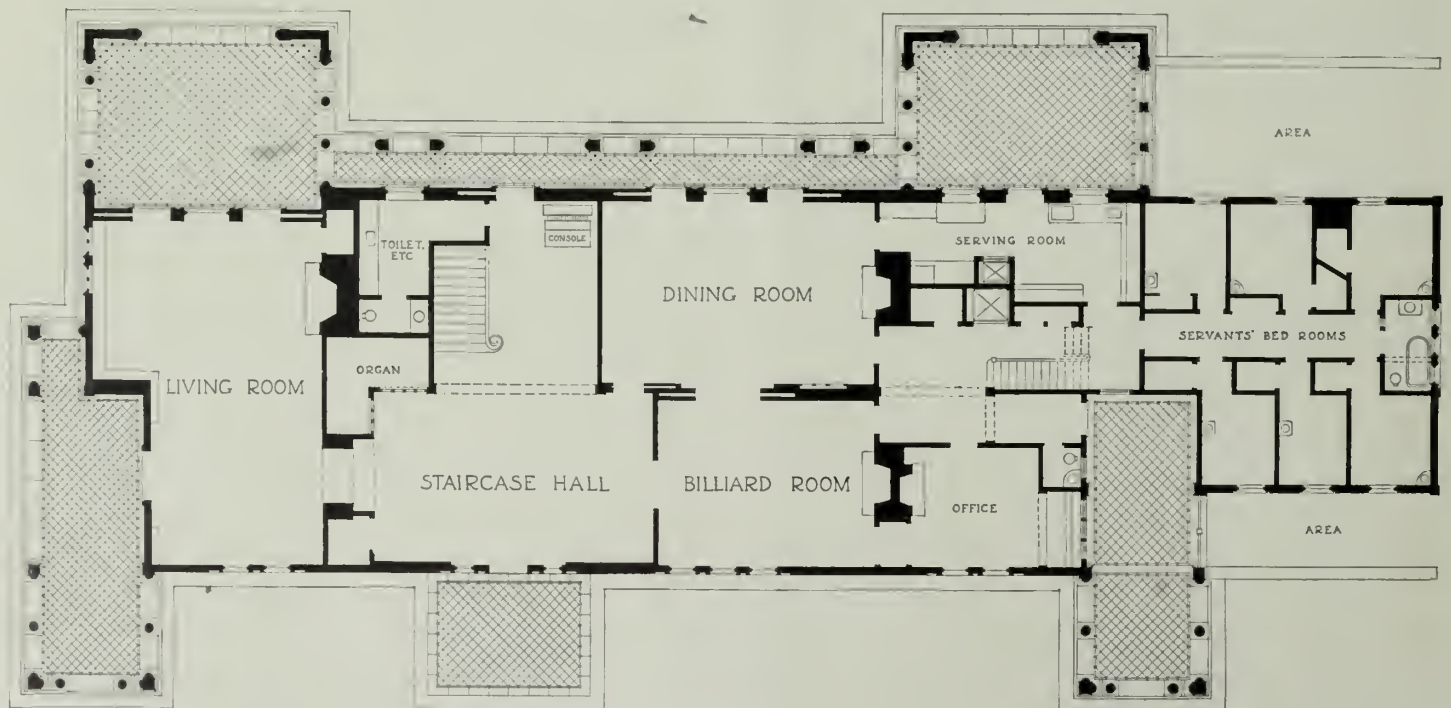 AREA
TOILET,
ETC
CONSOLE
SERVING ROOM
DINING ROOM
SERVANTS' BED ROOMS
ORGAN
LIVING ROOM
STAIRCASE HALL
BILLIARD ROOM
OFFICE
AREA